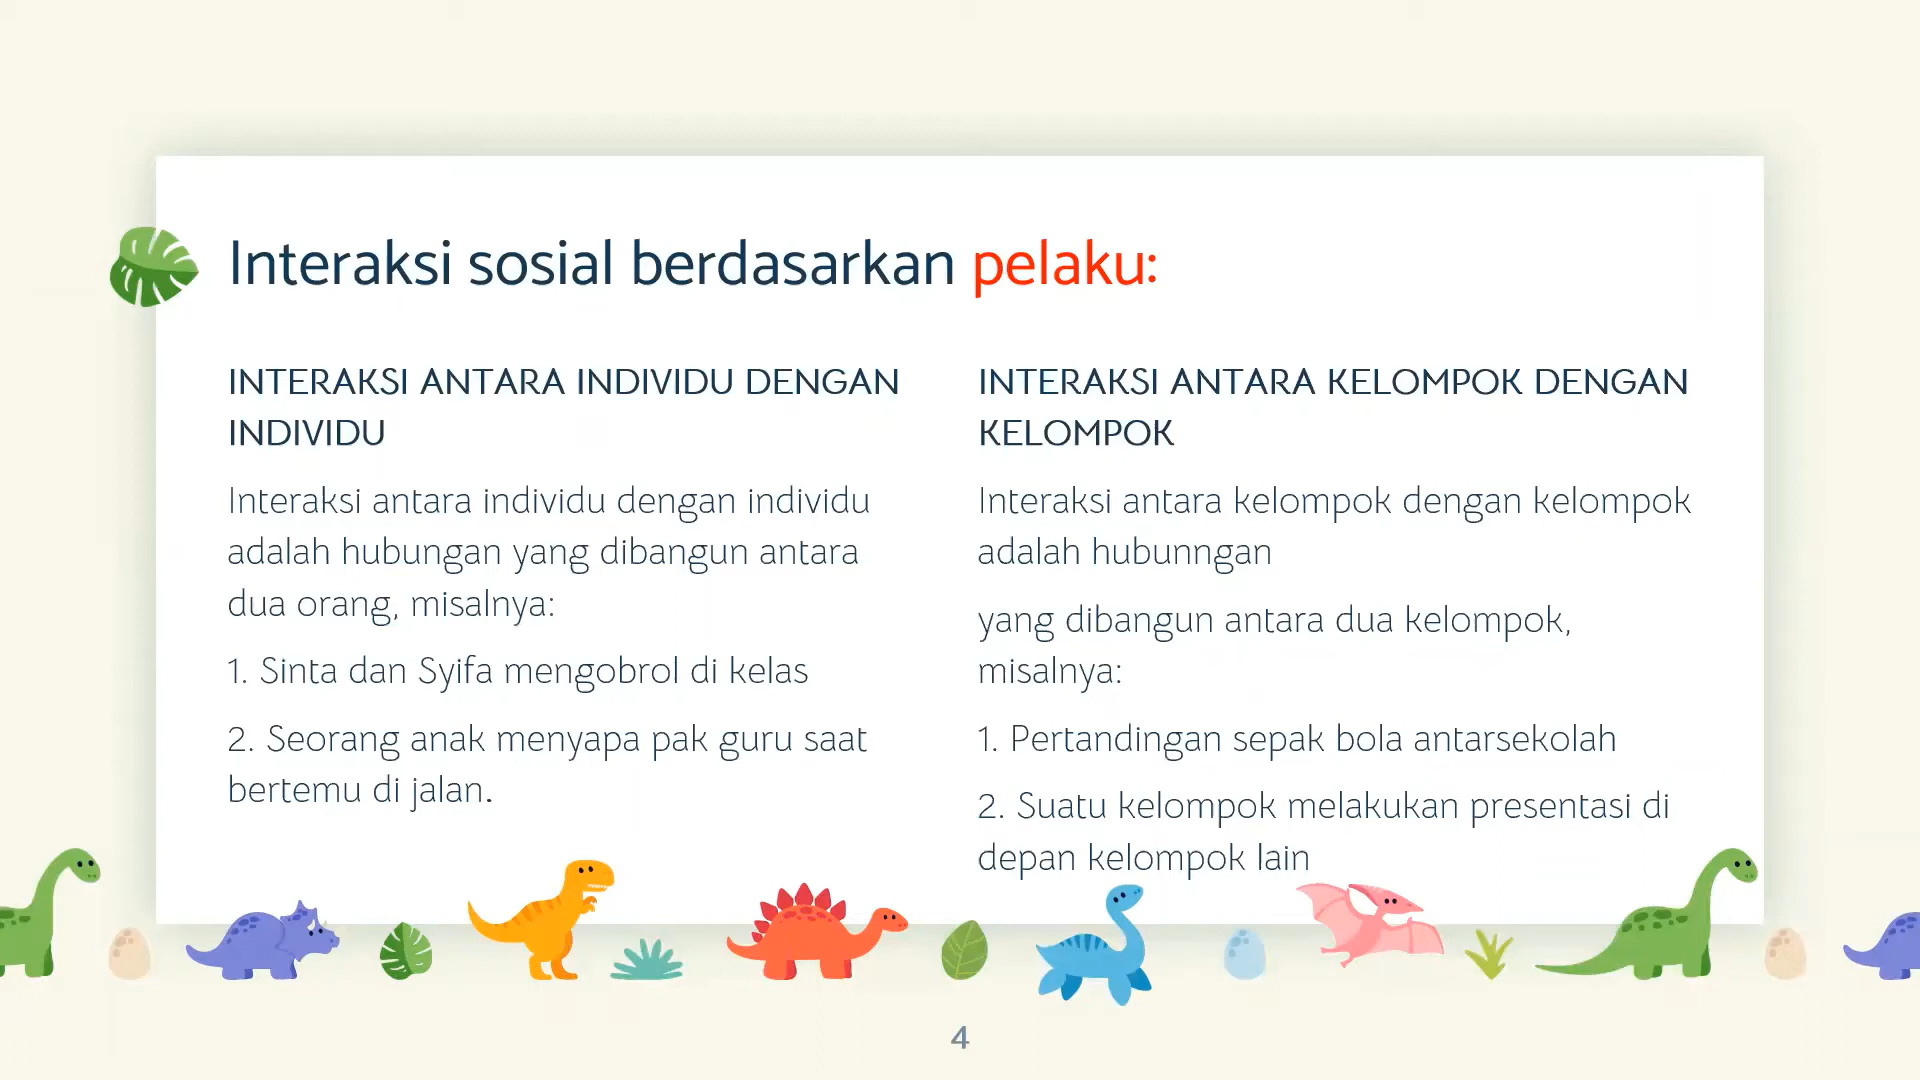 Interaksi sosial berdasarkan pelaku:
INTERAKSI ANTARA INDIVIDU DENGAN
INDIVIDU
Interaksi antara individu dengan individu
adalah hubungan yang dibangun antara
dua orang, misalnya:
1. Sinta dan Syifa mengobrol di kelas
2. Seorang anak menyapa pak guru saat
bertemu di jalan.
INTERAKSI ANTARA KELOMPOK DENGAN
KELOMPOK
Interaksi antara kelompok dengan kelompok
adalah hubunngan
yang dibangun antara dua kelompok,
misalnya:
1. Pertandingan sepak bola antarsekolah
2. Suatu kelompok melakukan presentasi di
depan kelompok lain
4